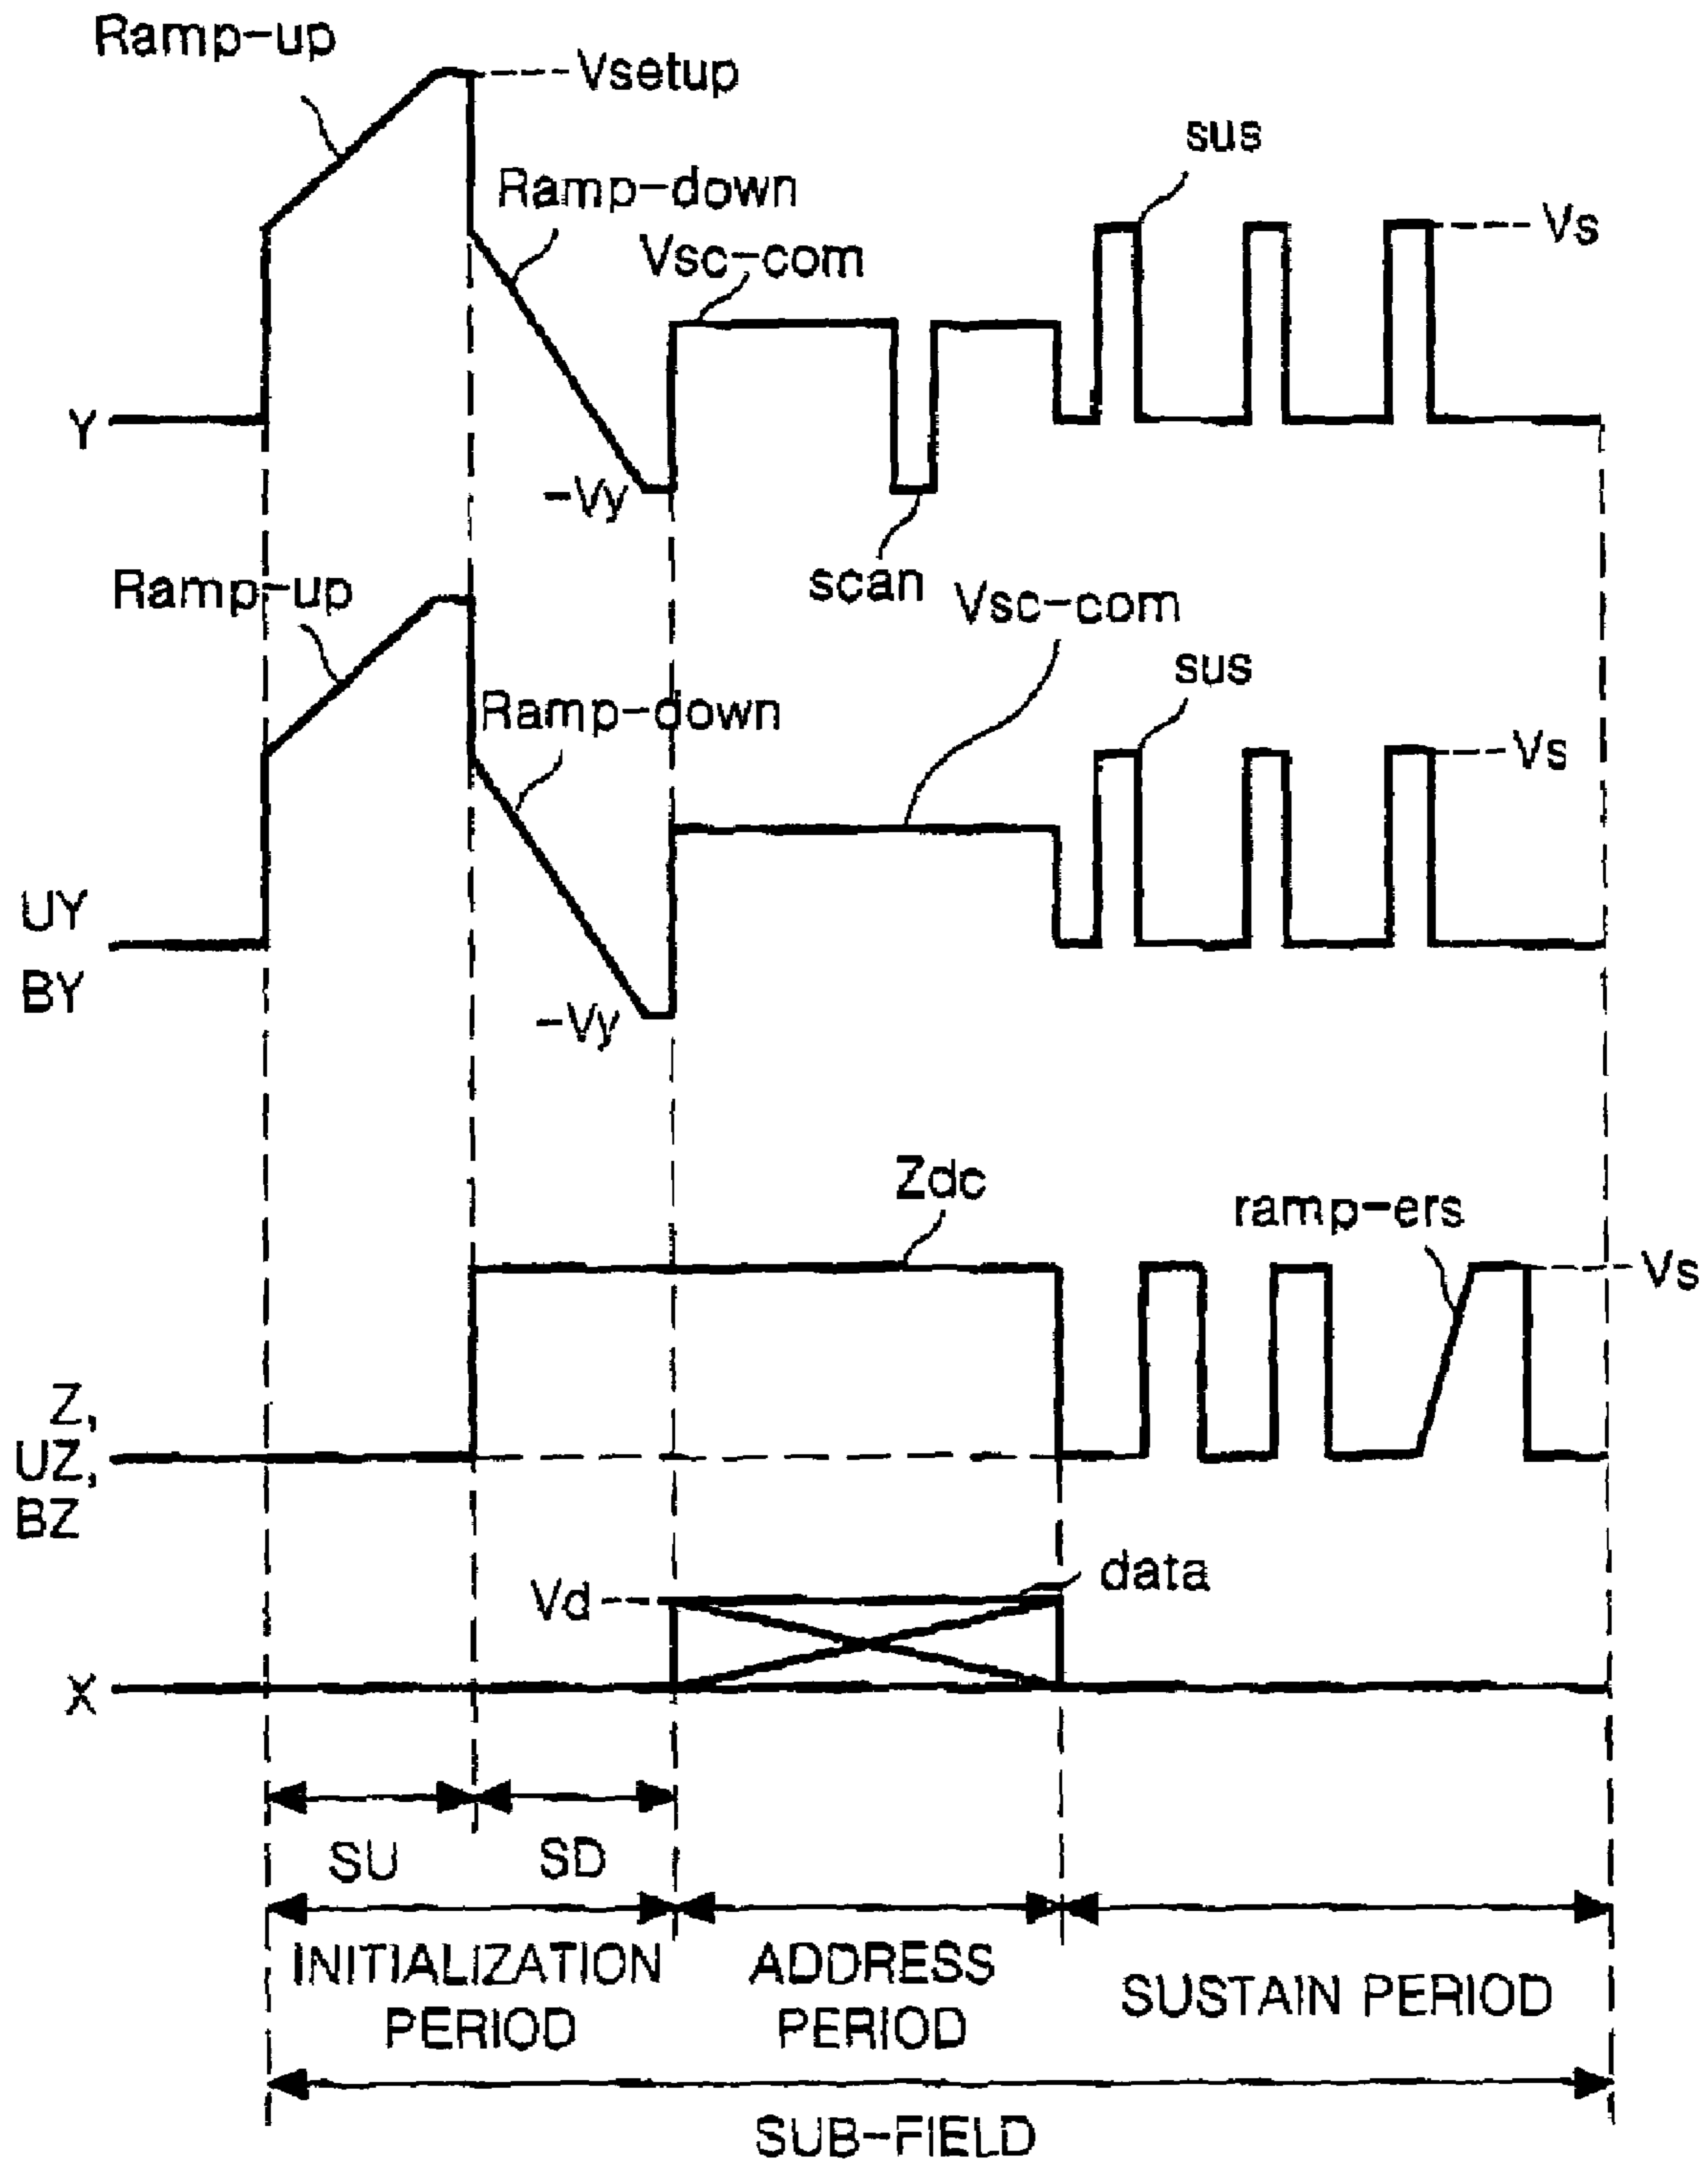 Ramp-up
Vsetup
sus
Ramp-down
Vs
Vsc-com
Y
-Vy
scan
Ramp-up
Vsc-com
sus
Ramp-down
Vs
UY
BY
-Vy
Zdc
ramp-ers
Vs
Z,
UZ,
BZ
data
Vd
X
SU
SD
INITIALIZATION
PERIOD
ADDRESS
PERIOD
SUSTAIN PERIOD
SUB-FIELD